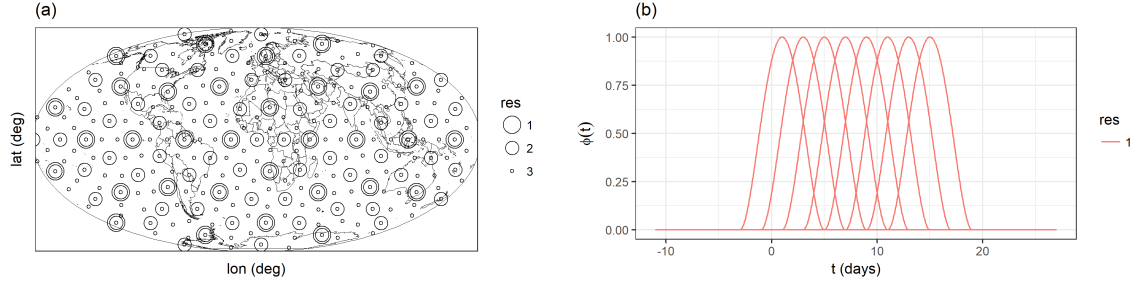 (a)
lat (deg)
lon (deg)
res
1
2
3
(b)
ϕ(t)
1.00
0.75
0.50
0.25
0.00
-10 0 10 20
t (days)
res
1